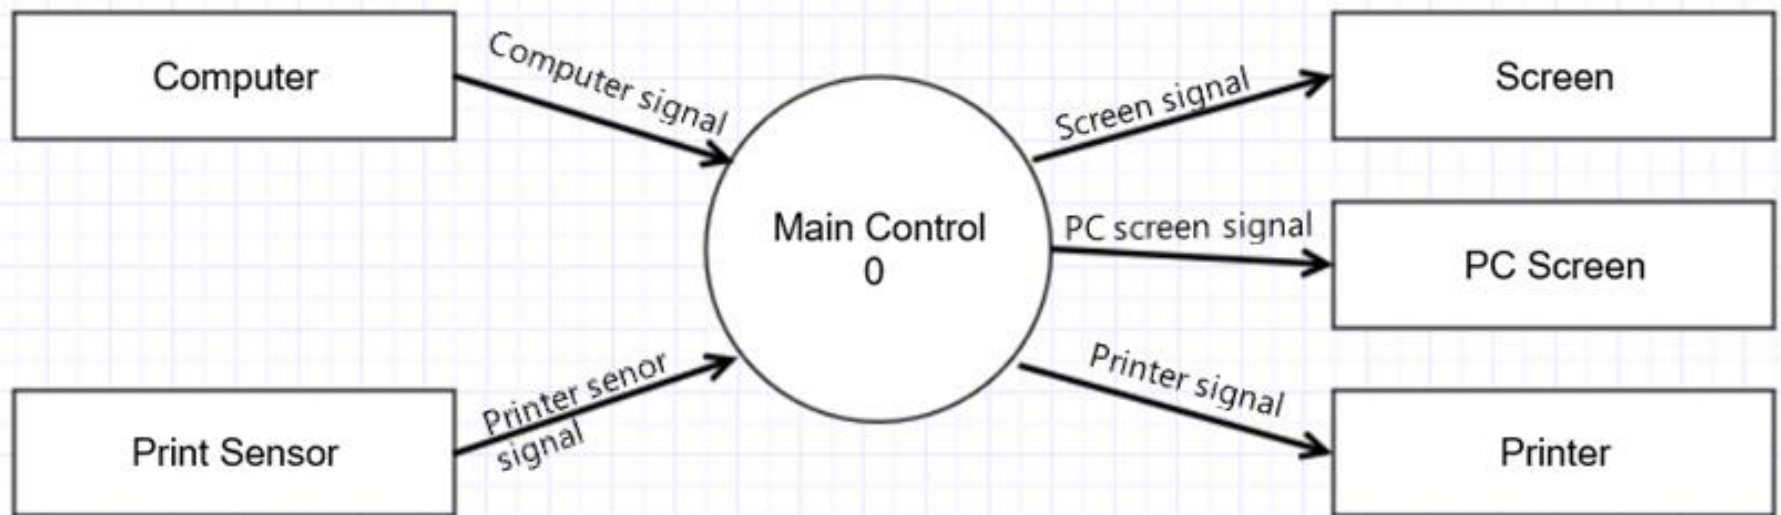 Computer
Computer signal
Screen signal
Screen
Main Control
0
PC screen signal
PC Screen
Print Sensor
Printer senor
signal
Printer signal
Printer